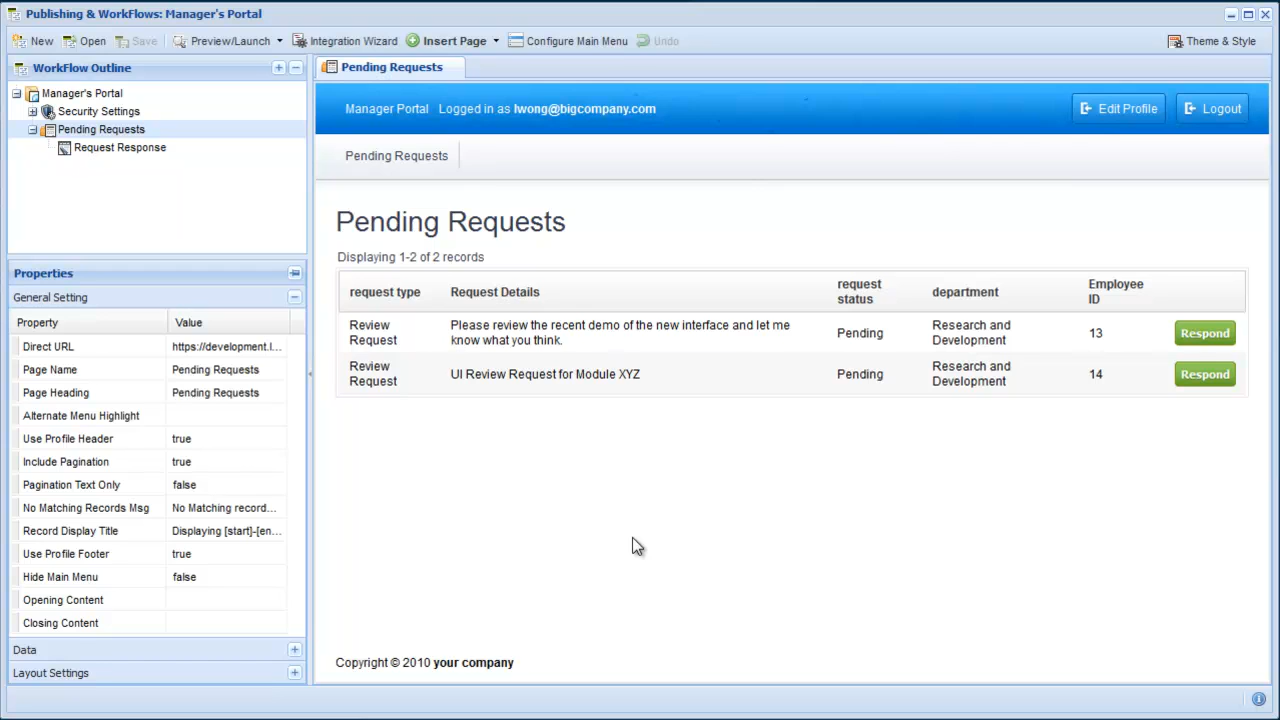 Publishing & WorkFlows: Manager's Portal
New Open Save Preview/Launch Integration Wizard Insert Page Configure Main Menu Undo Theme & Style
WorkFlow Outline
Manager's Portal
Security Settings
Pending Requests
Request Response
Properties
General Setting
Property Value
Direct URL https://development.l...
Page Name Pending Requests
Page Heading Pending Requests
Alternate Menu Highlight
Use Profile Header true
Include Pagination true
Pagination Text Only false
No Matching Records Msg No Matching record...
Record Display Title Displaying [start]-[en...
Use Profile Footer true
Hide Main Menu false
Opening Content
Closing Content
Data
Layout Settings
Pending Requests
Manager Portal Logged in as lwong@bigcompany.com Edit Profile Logout
Pending Requests
Pending Requests
Displaying 1-2 of 2 records
request type Request Details request status department Employee ID
Review Request Please review the recent demo of the new interface and let me know what you think. Pending Research and Development 13 Respond
Review Request UI Review Request for Module XYZ Pending Research and Development 14 Respond
Copyright © 2010 your company